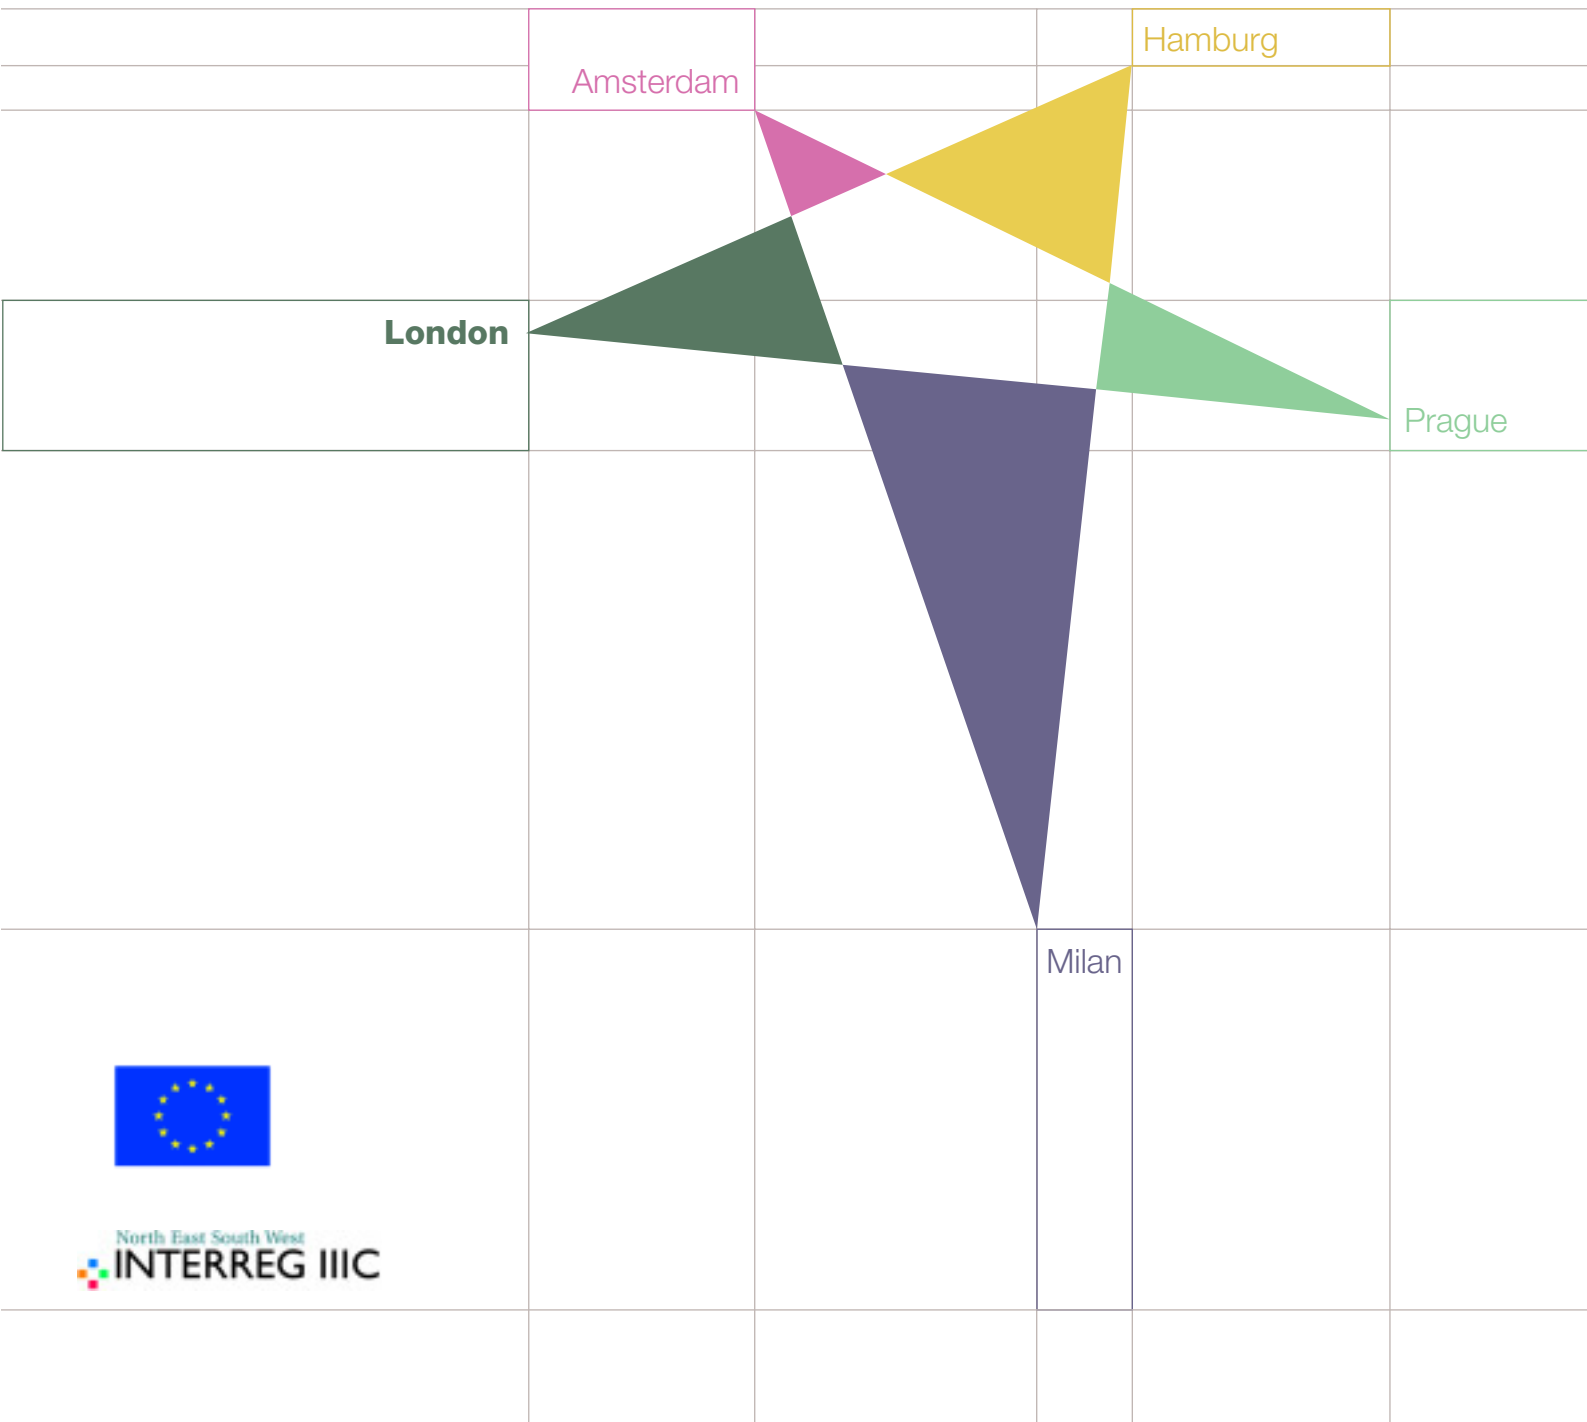 Hamburg
Amsterdam
London
Prague
Milan
North East South West
INTERREG IIIC